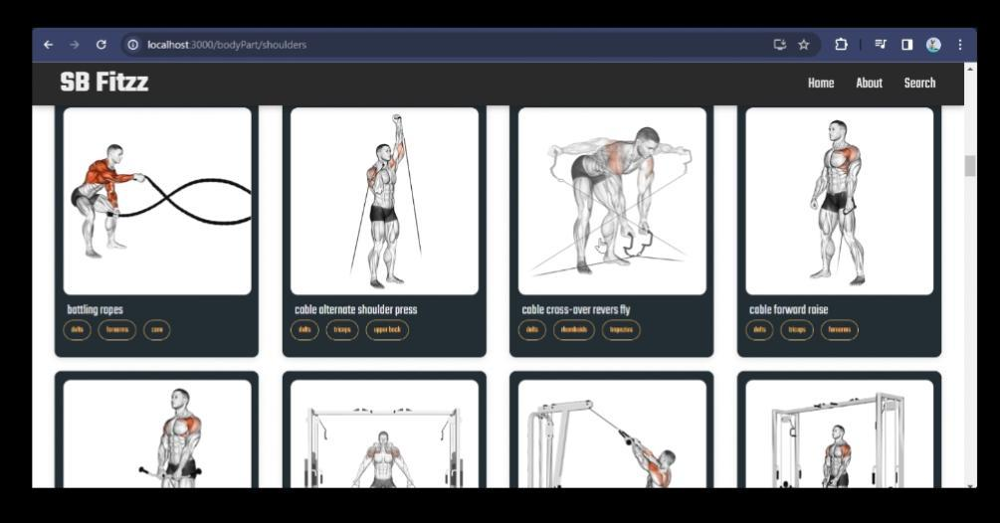 localhost:3000/bodyPart/shoulders
SB Fitzz
Home About Search
battling ropes
cable alternate shoulder press
cable cross-over revers fly
cable forward raise
delts forearms core
delts triceps upper back
delts rhomboids trapezius
delts triceps forearms